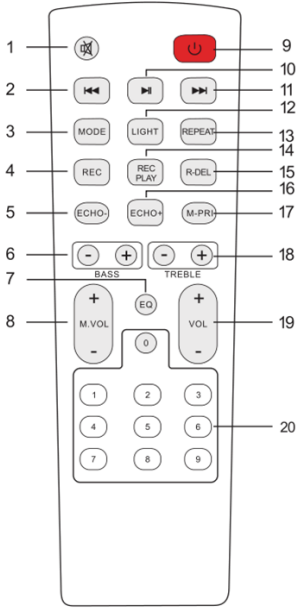 1
9
10
2
11
12
3
MODE
LIGHT
REPEAT
13
14
4
REC
REC PLAY
R-DEL
15
16
5
ECHO-
ECHO+
M-PRI
17
6
-
+
-
+
18
BASS
TREBLE
7
EQ
8
+
M.VOL
-
+
VOL
-
19
0
1
2
3
4
5
6
20
7
8
9